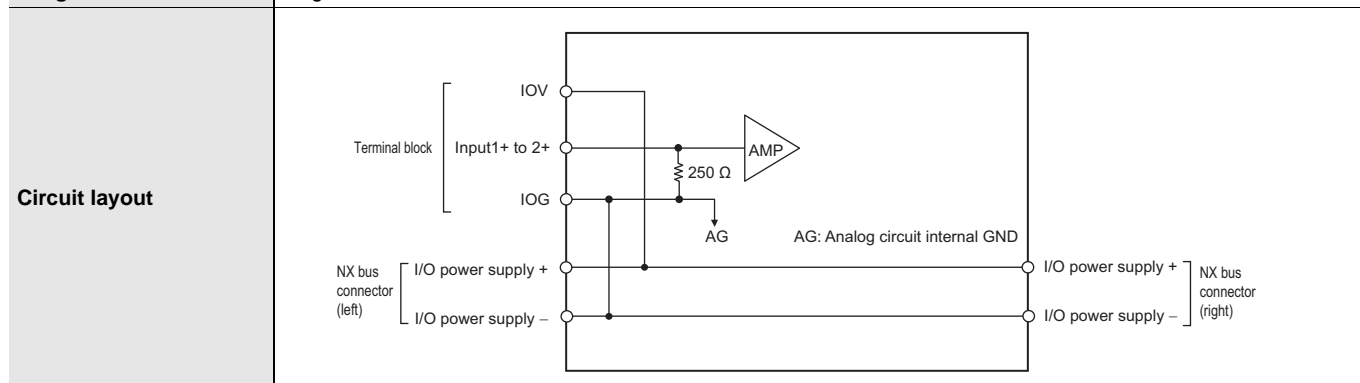 Circuit layout
IOV
Terminal block
Input1+ to 2+
AMP
250 Ω
IOG
AG
AG: Analog circuit internal GND
NX bus
connector
(left)
I/O power supply +
I/O power supply −
I/O power supply +
I/O power supply −
NX bus
connector
(right)